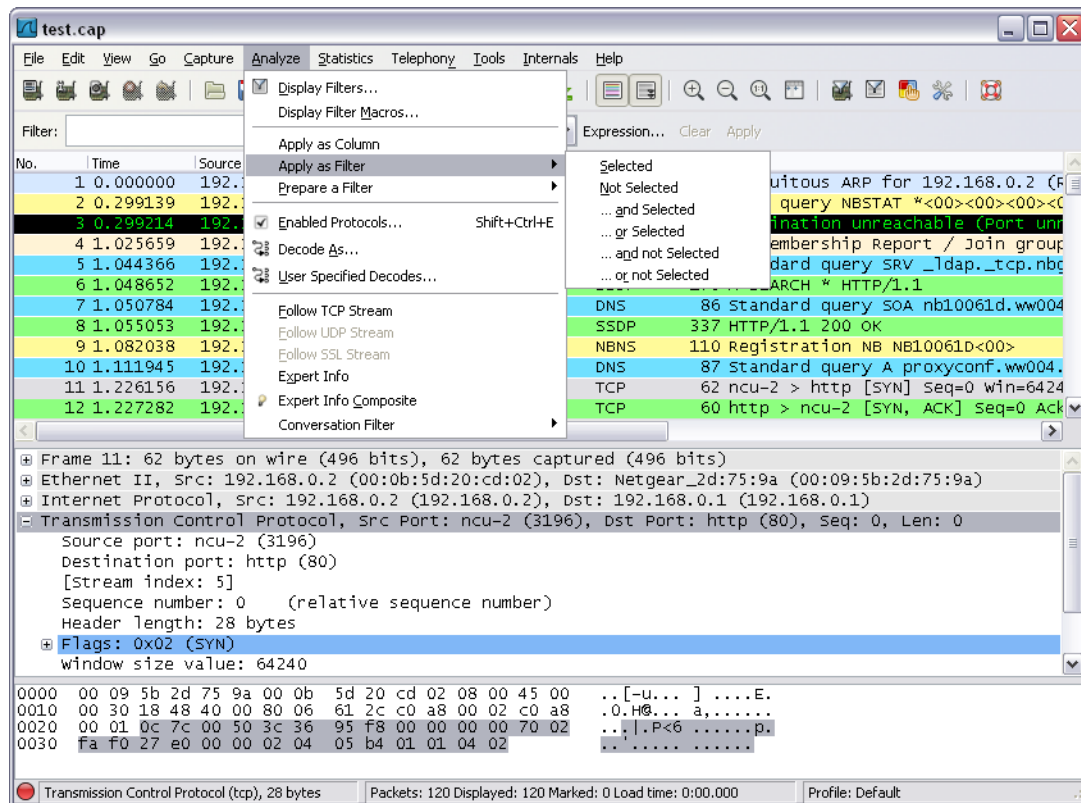 test.cap
File Edit View Go Capture Analyze Statistics Telephony Tools Internals Help
Display Filters...
Display Filter Macros...
Filter: Expression... Clear Apply
Apply as Column
Apply as Filter
Prepare a Filter
Enabled Protocols... Shift+Ctrl+E
Decode As...
User Specified Decodes...
Follow TCP Stream
Follow UDP Stream
Follow SSL Stream
Expert Info
Expert Info Composite
Conversation Filter
Selected
Not Selected
... and Selected
... or Selected
... and not Selected
... or not Selected
No. Time Source
1 0.000000 192. uitous ARP for 192.168.0.2
2 0.299139 192. query NBSTAT *<00><00><00>
3 0.299214 192. ination unreachable (Port
4 1.025659 192. embership Report / Join group
5 1.044366 192. dard query SRV _ldap._tcp.nbg
6 1.048652 192. ARCH * HTTP/1.1
7 1.050784 192. DNS 86 Standard query SOA nb10061d.ww004
8 1.055053 192. SSDP 337 HTTP/1.1 200 OK
9 1.082038 192. NBNS 110 Registration NB NB10061D<00>
10 1.111945 192. DNS 87 Standard query A proxyconf.ww004.
11 1.226156 192. TCP 62 ncu-2 > http [SYN] Seq=0 Win=6424
12 1.227282 192. TCP 60 http > ncu-2 [SYN, ACK] Seq=0 Ack
Frame 11: 62 bytes on wire (496 bits), 62 bytes captured (496 bits)
Ethernet II, Src: 192.168.0.2 (00:0b:5d:20:cd:02), Dst: Netgear_2d:75:9a (00:09:5b:2d:75:9a)
Internet Protocol, Src: 192.168.0.2 (192.168.0.2), Dst: 192.168.0.1 (192.168.0.1)
Transmission Control Protocol, Src Port: ncu-2 (3196), Dst Port: http (80), Seq: 0, Len: 0
Source port: ncu-2 (3196)
Destination port: http (80)
[Stream index: 5]
Sequence number: 0 (relative sequence number)
Header length: 28 bytes
Flags: 0x02 (SYN)
Window size value: 64240
0000 00 09 5b 2d 75 9a 00 0b 5d 20 cd 02 08 00 45 00 ..[-u... ] ....E.
0010 00 30 18 48 40 00 80 06 61 2c c0 a8 00 02 c0 a8 .0.H@... a,......
0020 00 01 0c 7c 00 50 3c 36 95 f8 00 00 00 00 70 02 ...|.P<6 ......p.
0030 fa f0 27 e0 00 00 02 04 05 b4 01 01 04 02 ..'..... ......
Transmission Control Protocol (tcp), 28 bytes Packets: 120 Displayed: 120 Marked: 0 Load time: 0:00.000 Profile: Default